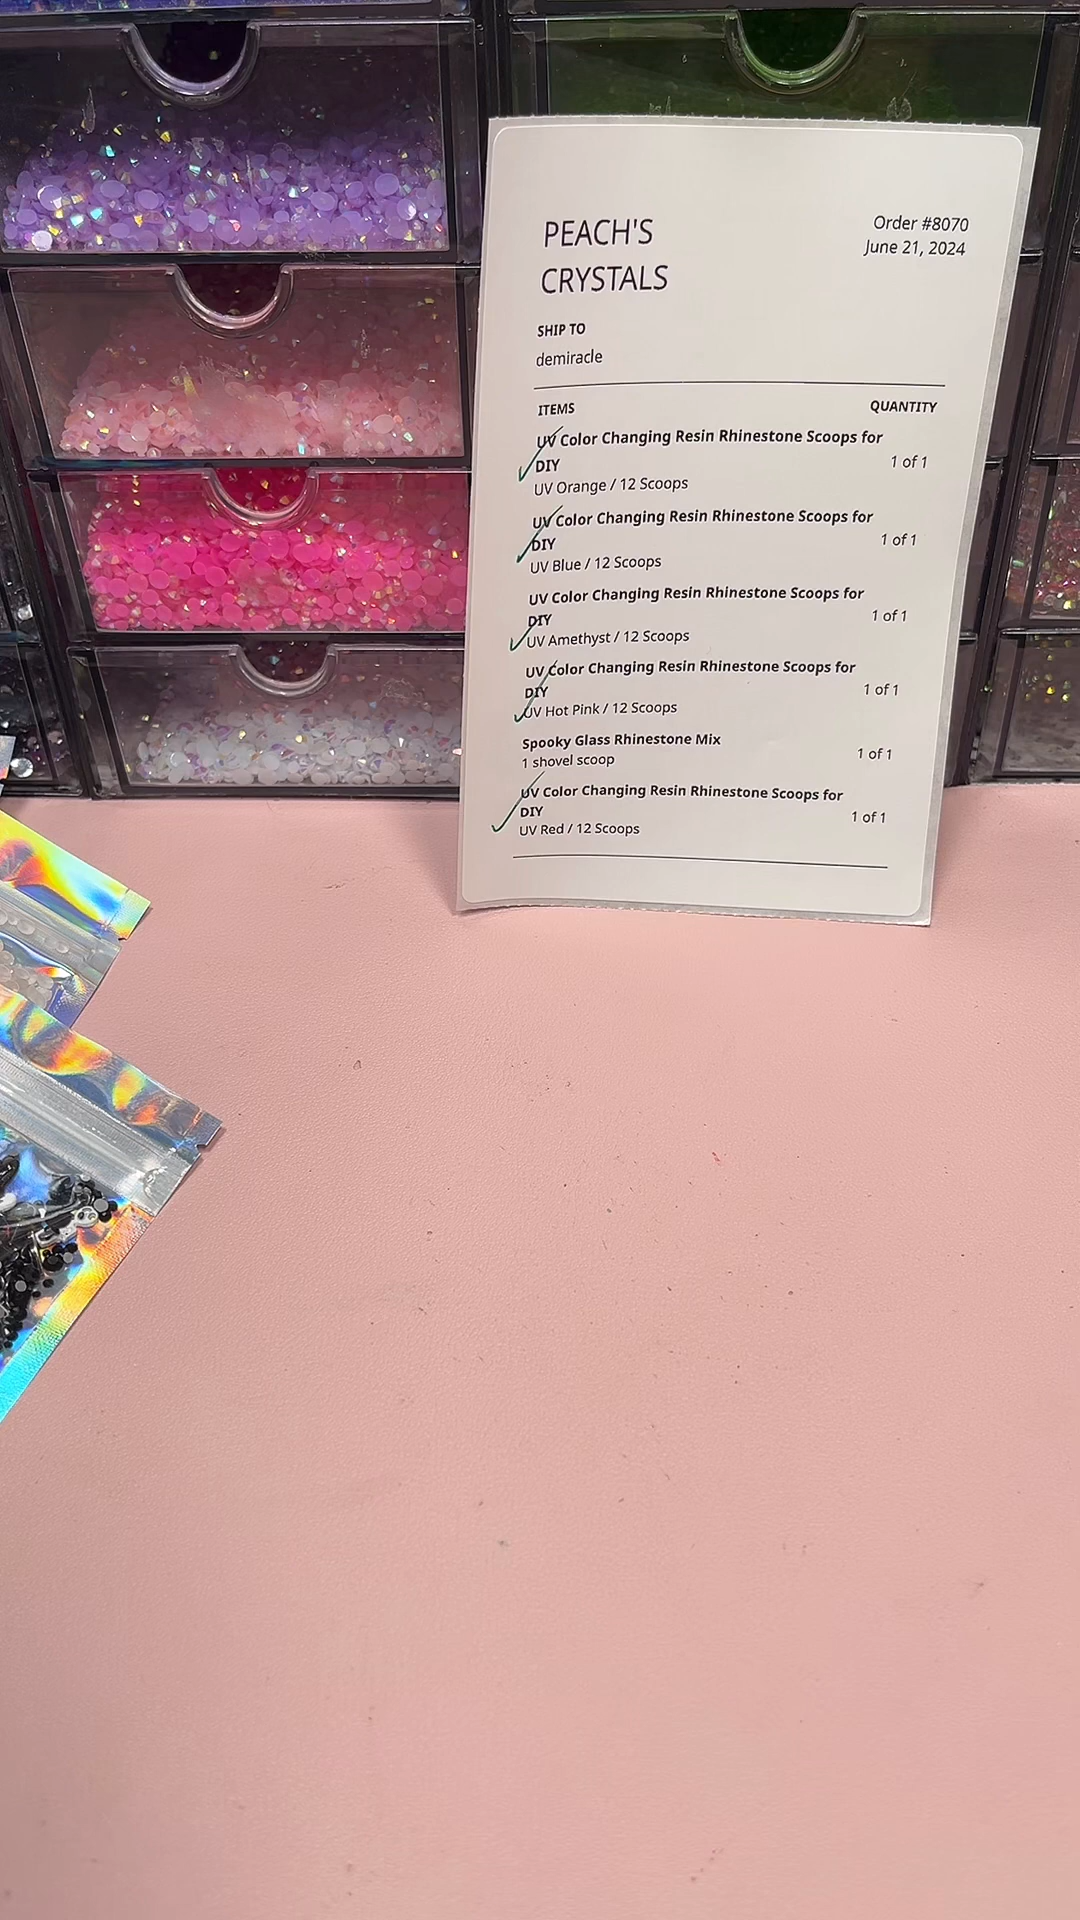 PEACH'S
CRYSTALS
Order #8070
June 21, 2024
SHIP TO
demiracle
ITEMS QUANTITY
UV Color Changing Resin Rhinestone Scoops for
DIY 1 of 1
UV Orange / 12 Scoops
UV Color Changing Resin Rhinestone Scoops for
DIY 1 of 1
UV Blue / 12 Scoops
UV Color Changing Resin Rhinestone Scoops for
DIY 1 of 1
UV Amethyst / 12 Scoops
UV Color Changing Resin Rhinestone Scoops for
DIY 1 of 1
UV Hot Pink / 12 Scoops
Spooky Glass Rhinestone Mix
1 shovel scoop 1 of 1
UV Color Changing Resin Rhinestone Scoops for
DIY 1 of 1
UV Red / 12 Scoops